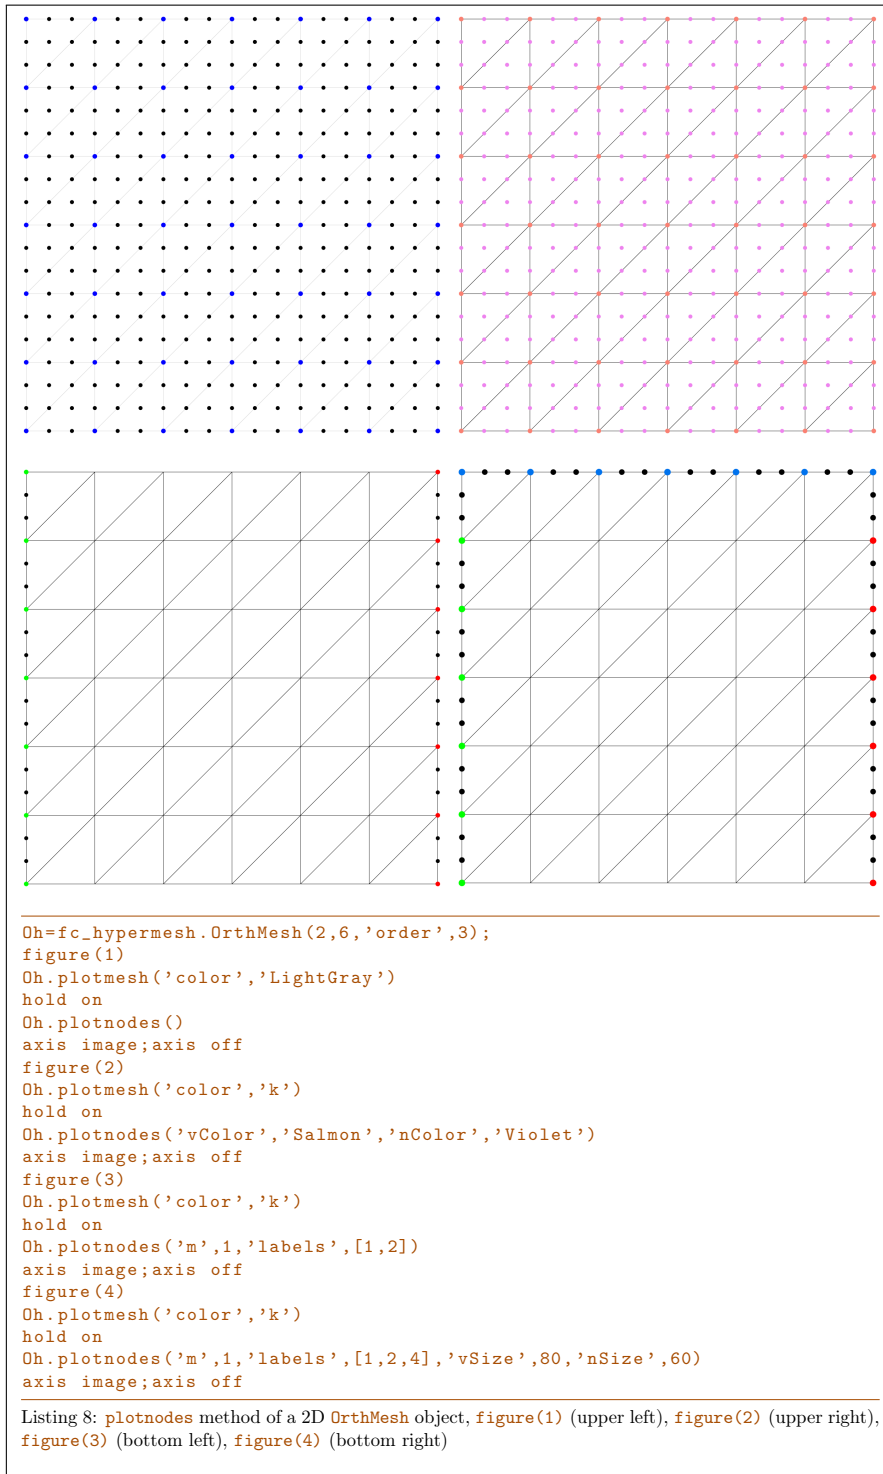 Oh=fc_hypermesh.OrthMesh(2,6,'order',3);
figure(1)
Oh.plotmesh('color','LightGray')
hold on
Oh.plotnodes()
axis image;axis off
figure(2)
Oh.plotmesh('color','k')
hold on
Oh.plotnodes('vColor','Salmon','nColor','Violet')
axis image;axis off
figure(3)
Oh.plotmesh('color','k')
hold on
Oh.plotnodes('m',1,'labels',[1,2])
axis image;axis off
figure(4)
Oh.plotmesh('color','k')
hold on
Oh.plotnodes('m',1,'labels',[1,2,4],'vSize',80,'nSize',60)
axis image;axis off
Listing 8: plotnodes method of a 2D OrthMesh object, figure(1) (upper left), figure(2) (upper right),
figure(3) (bottom left), figure(4) (bottom right)